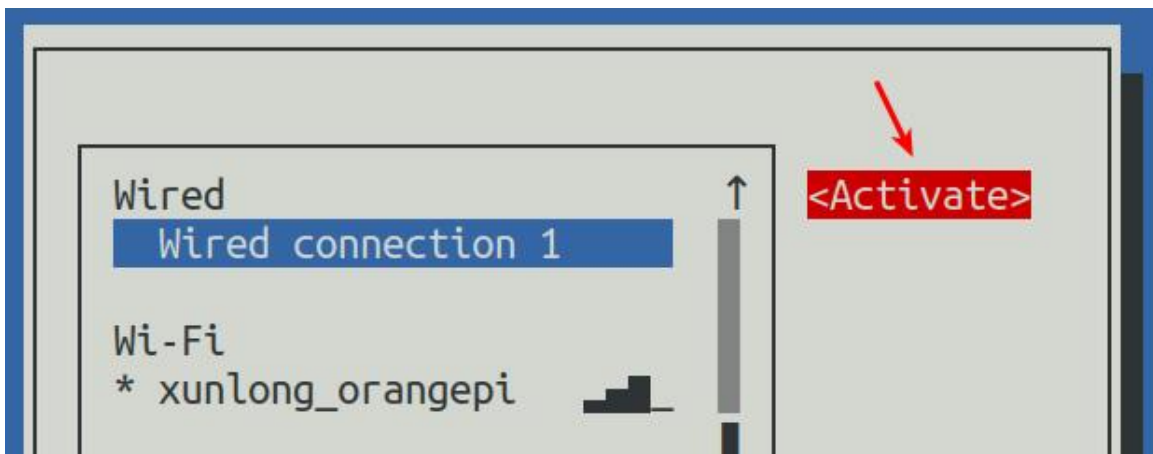 Wired
<Activate>
Wired connection 1
Wi-Fi
* xunlong_orangepi